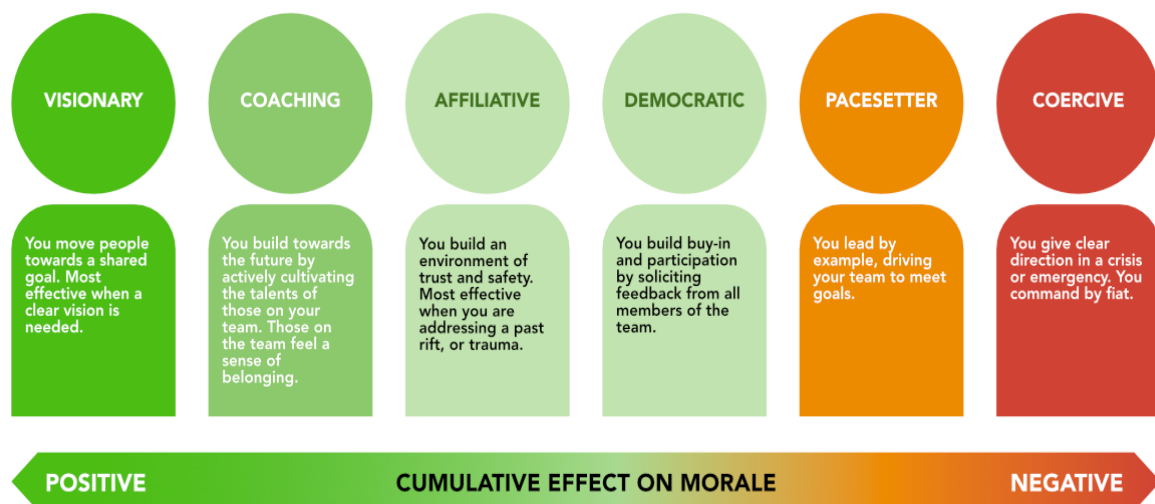 VISIONARY
COACHING
AFFILIATIVE
DEMOCRATIC
PACESETTER
COERCIVE
You move people
towards a shared
goal. Most
effective when a
clear vision is
needed.
You build towards
the future by
actively cultivating
the talents of
those on your
team. Those on
the team feel a
sense of
belonging.
You build an
environment of
trust and safety.
Most effective
when you are
addressing a past
rift, or trauma.
You build buy-in
and participation
by soliciting
feedback from all
members of the
team.
You lead by
example, driving
your team to meet
goals.
You give clear
direction in a crisis
or emergency. You
command by fiat.
POSITIVE
CUMULATIVE EFFECT ON MORALE
NEGATIVE